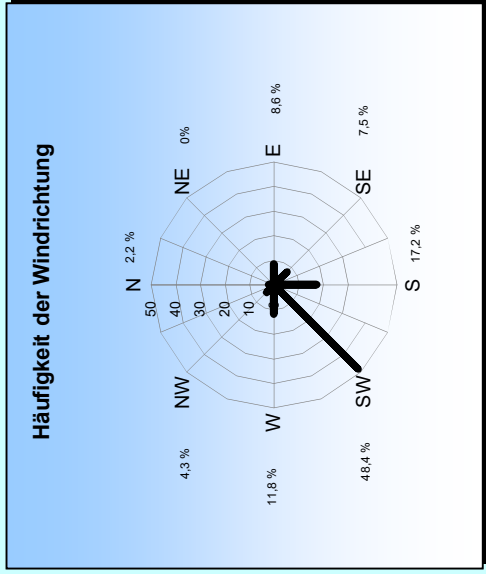 Häufigkeit der Windrichtung
2,2 %
N
0%
NE
8,6 %
E
7,5 %
SE
17,2 %
S
48,4 %
SW
11,8 %
W
4,3 %
NW
50
40
30
20
10